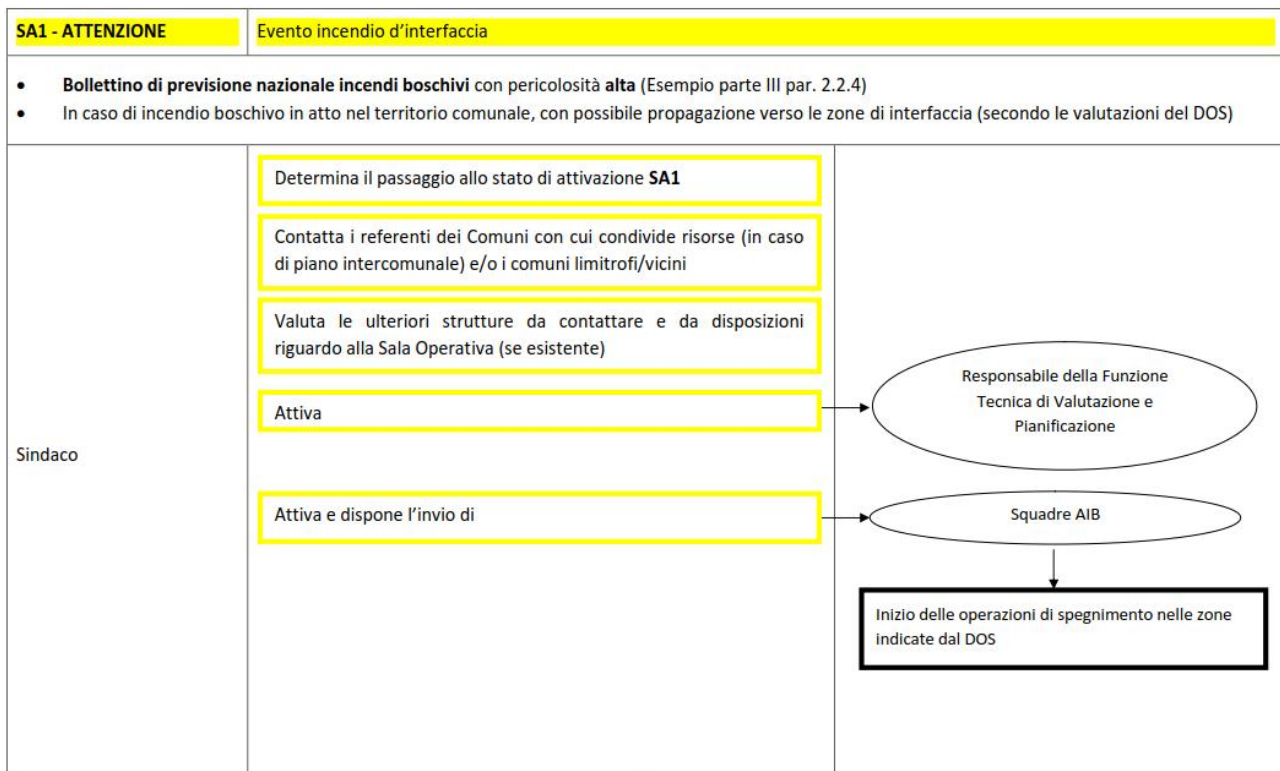 SA1 - ATTENZIONE
Evento incendio d'interfaccia
• Bollettino di previsione nazionale incendi boschivi con pericolosità alta (Esempio parte III par. 2.2.4)
• In caso di incendio boschivo in atto nel territorio comunale, con possibile propagazione verso le zone di interfaccia (secondo le valutazioni del DOS)
Sindaco
Determina il passaggio allo stato di attivazione SA1
Contatta i referenti dei Comuni con cui condivide risorse (in caso
di piano intercomunale) e/o i comuni limitrofi/vicini
Valuta le ulteriori strutture da contattare e da disposizioni
riguardo alla Sala Operativa (se esistente)
Attiva
Responsabile della Funzione
Tecnica di Valutazione e
Pianificazione
Attiva e dispone l'invio di
Squadre AIB
Inizio delle operazioni di spegnimento nelle zone
indicate dal DOS